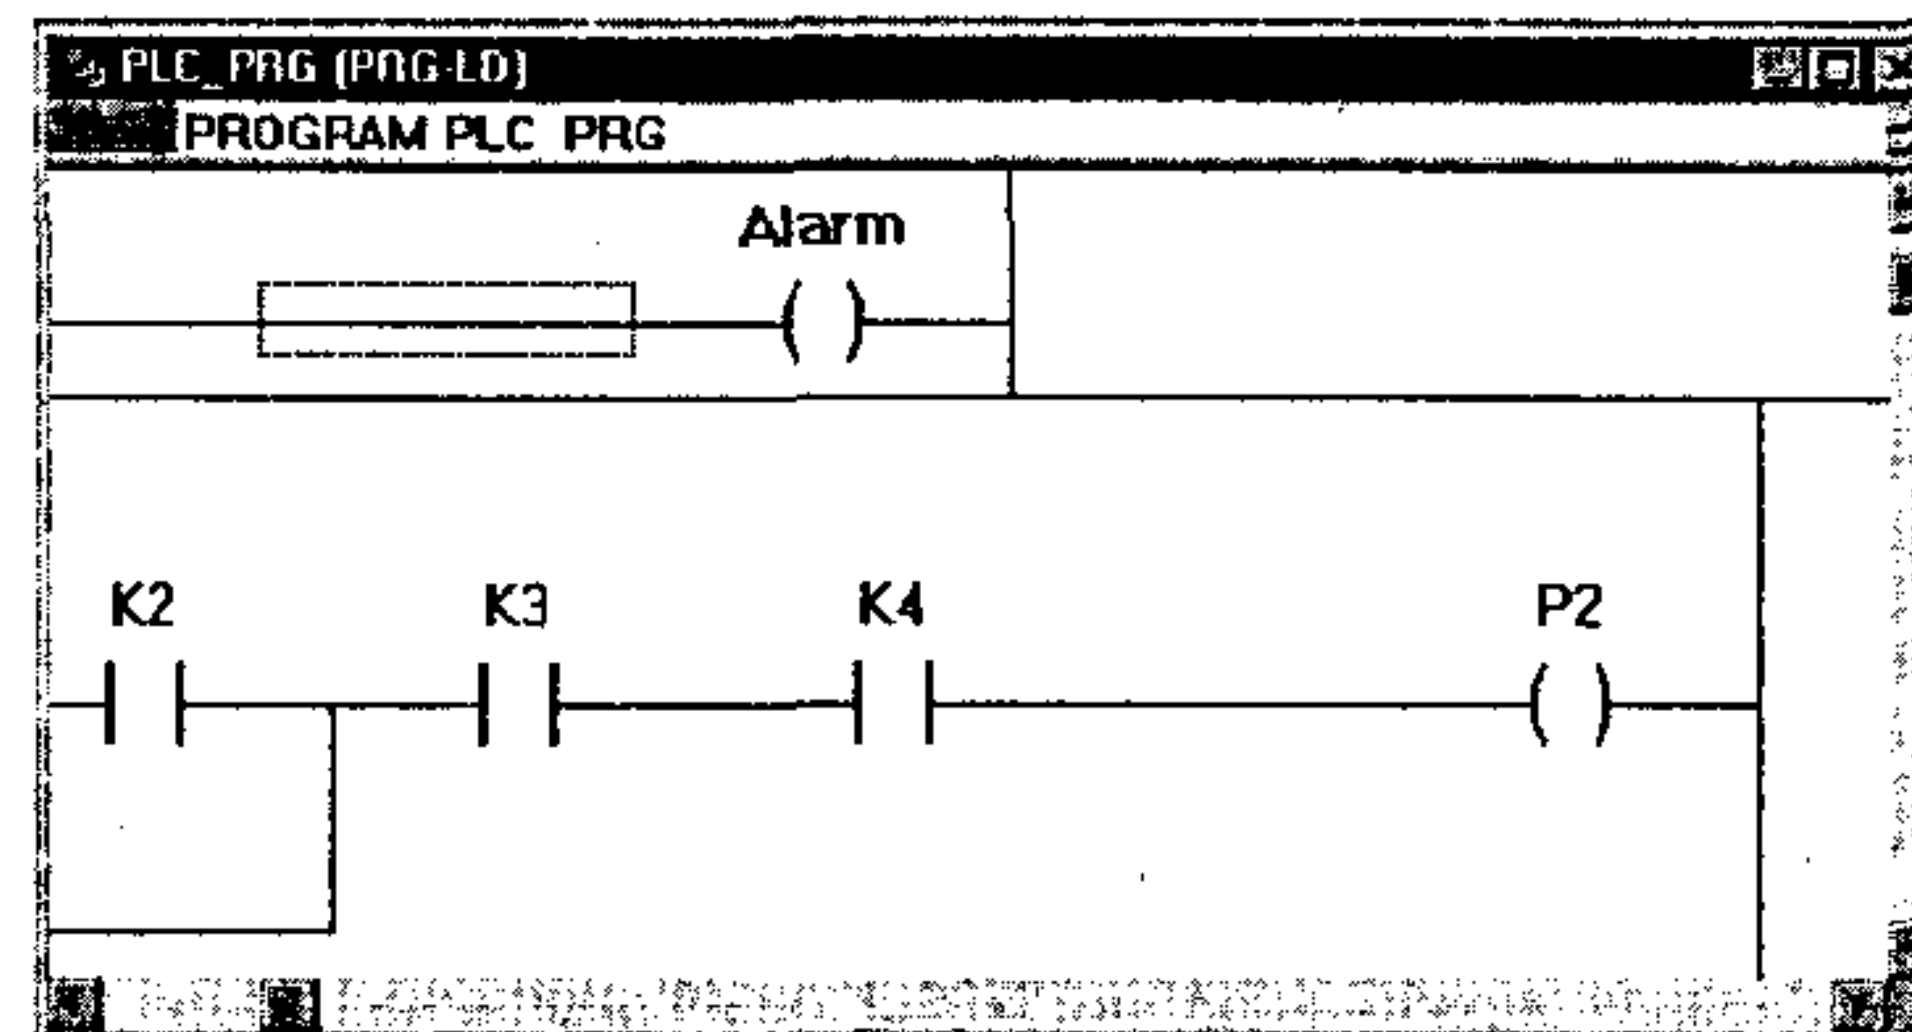 PLC_PRG (PRG-LD)
PROGRAM PLC_PRG
Alarm
K2 K3 K4 P2